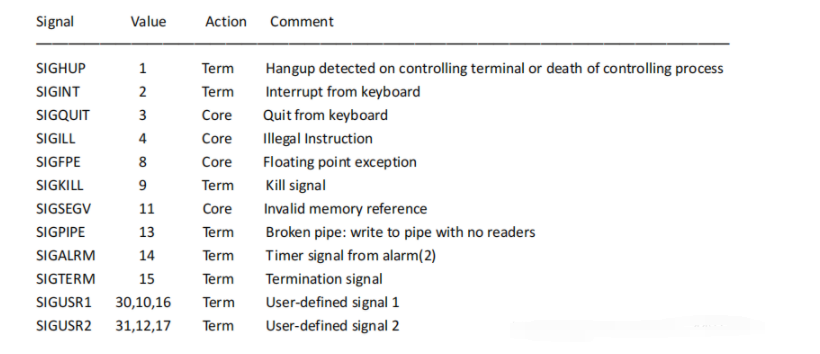 Signal Value Action Comment
SIGHUP 1 Term Hangup detected on controlling terminal or death of controlling process
SIGINT 2 Term Interrupt from keyboard
SIGQUIT 3 Core Quit from keyboard
SIGILL 4 Core Illegal Instruction
SIGFPE 8 Core Floating point exception
SIGKILL 9 Term Kill signal
SIGSEGV 11 Core Invalid memory reference
SIGPIPE 13 Term Broken pipe: write to pipe with no readers
SIGALRM 14 Term Timer signal from alarm(2)
SIGTERM 15 Term Termination signal
SIGUSR1 30,10,16 Term User-defined signal 1
SIGUSR2 31,12,17 Term User-defined signal 2